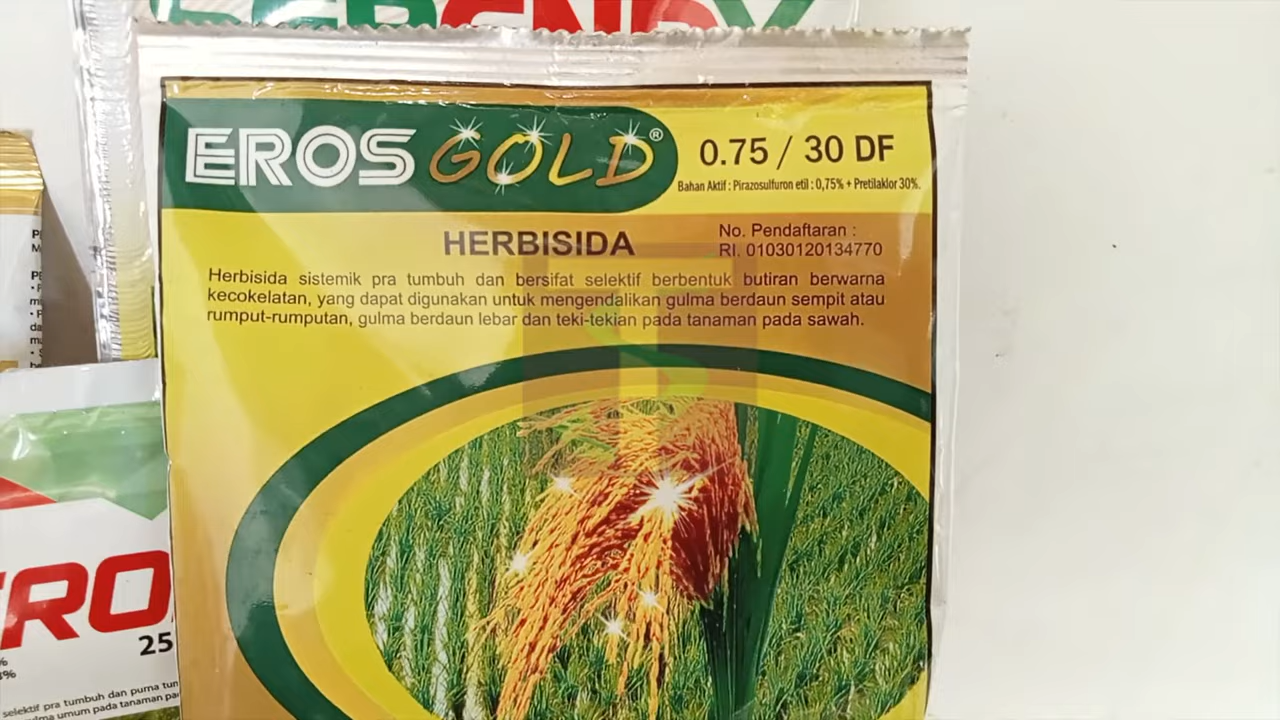 EROS GOLD®
0.75 / 30 DF
Bahan Aktif : Pirazosulfuron etil : 0,75% + Pretilaklor 30%.
HERBISIDA
No. Pendaftaran :
RI. 01030120134770
Herbisida sistemik pra tumbuh dan bersifat selektif berbentuk butiran berwarna
kecokelatan, yang dapat digunakan untuk mengendalikan gulma berdaun sempit atau
rumput-rumputan, gulma berdaun lebar dan teki-tekian pada tanaman pada sawah.
25
selektif pra tumbuh dan purna
umum pada tanaman